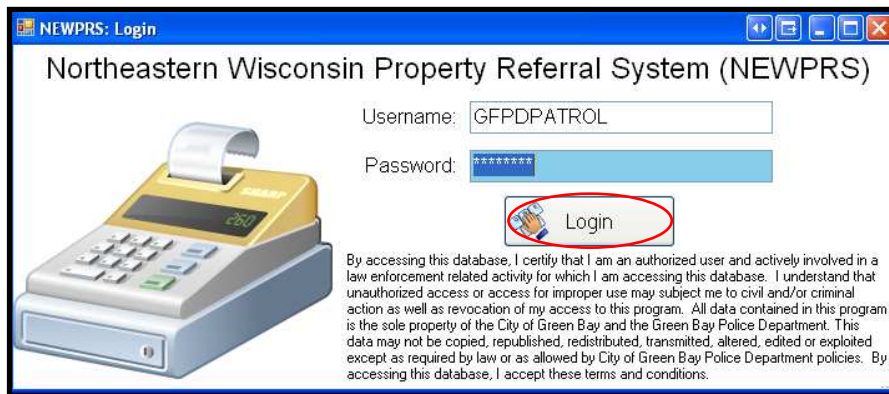 NEWPRS: Login
Northeastern Wisconsin Property Referral System (NEWPRS)
Username: GFPDPATROL
Password: ********
SHARP
260
Login
By accessing this database, I certify that I am an authorized user and actively involved in a
law enforcement related activity for which I am accessing this database. I understand that
unauthorized access or access for improper use may subject me to civil and/or criminal
action as well as revocation of my access to this program. All data contained in this program
is the sole property of the City of Green Bay and the Green Bay Police Department. This
data may not be copied, republished, redistributed, transmitted, altered, edited or exploited
except as required by law or as allowed by City of Green Bay Police Department policies. By
accessing this database, I accept these terms and conditions.